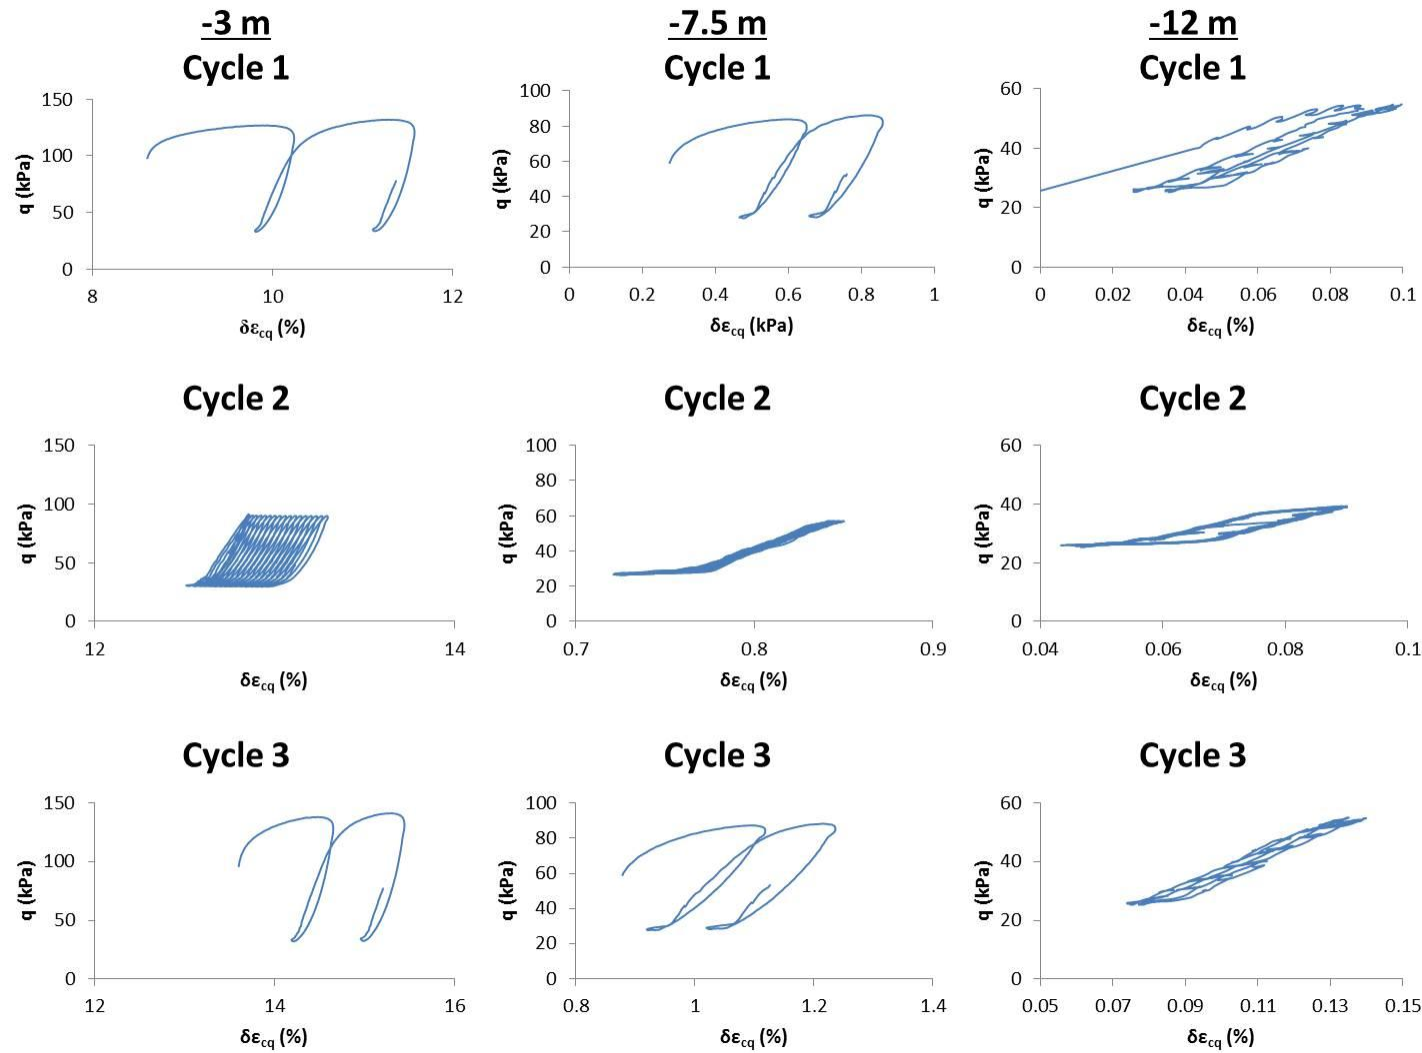 -3 m
-7.5 m
-12 m
Cycle 1
Cycle 1
Cycle 1
150
100
50
0
q (kPa)
8
10
12
δεcq (%)
100
80
60
40
20
0
q (kPa)
0
0.2
0.4
0.6
0.8
1
δεcq (kPa)
60
40
20
0
q (kPa)
0
0.02
0.04
0.06
0.08
0.1
δεcq (%)
Cycle 2
Cycle 2
Cycle 2
150
100
50
0
q (kPa)
12
14
δεcq (%)
100
80
60
40
20
0
q (kPa)
0.7
0.8
0.9
δεcq (%)
60
40
20
0
q (kPa)
0.04
0.06
0.08
0.1
δεcq (%)
Cycle 3
Cycle 3
Cycle 3
150
100
50
0
q (kPa)
12
14
16
δεcq (%)
100
80
60
40
20
0
q (kPa)
0.8
1
1.2
1.4
δεcq (%)
60
40
20
0
q (kPa)
0.05
0.07
0.09
0.11
0.13
0.15
δεcq (%)